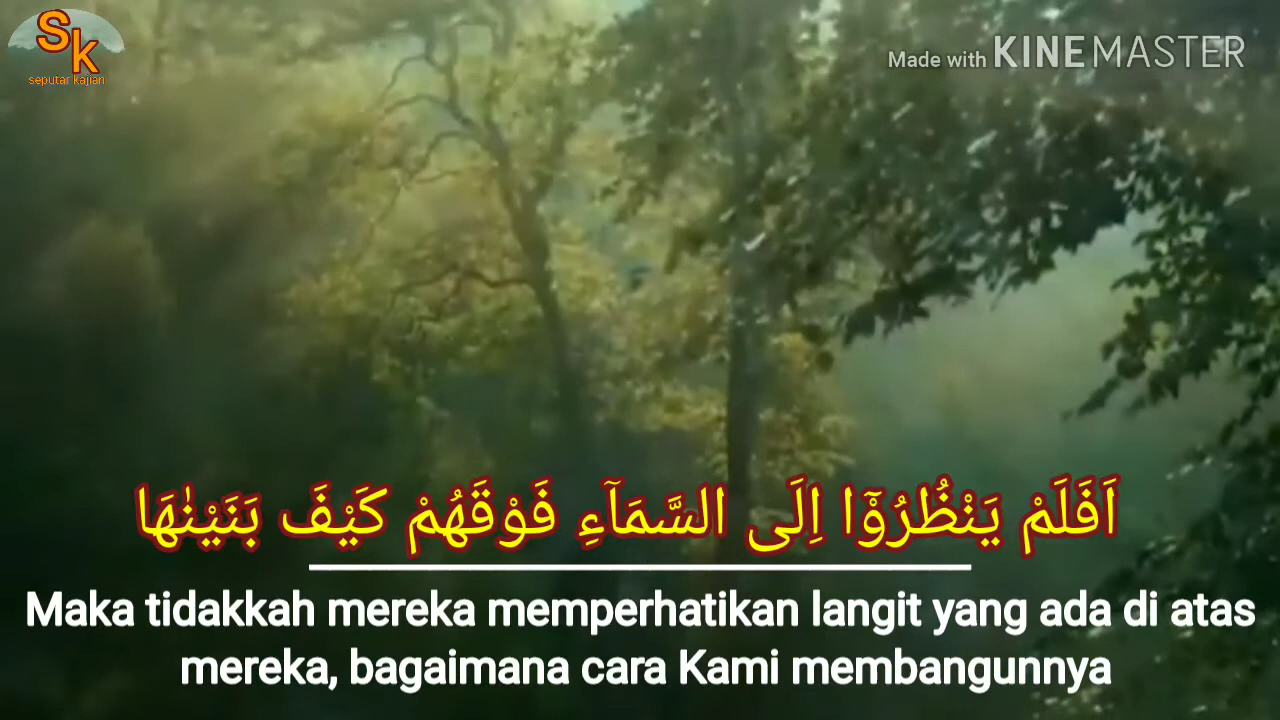 SK
seputar kajian
Made with KINEMASTER
اَفَلَمْ يَنْظُرُوْٓا اِلَى السَّمَاۤءِ فَوْقَهُمْ كَيْفَ بَنَيْنٰهَا
Maka tidakkah mereka memperhatikan langit yang ada di atas
mereka, bagaimana cara Kami membangunnya